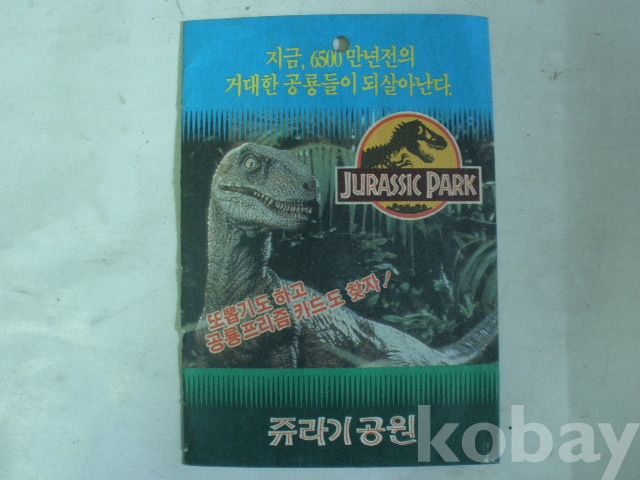 지금, 6500만년전의
거대한 공룡들이 되살아난다.
JURASSIC PARK
또뽑기도 하고
공룡프리즘 카드도 찾자!
쥬라기공원
kobay